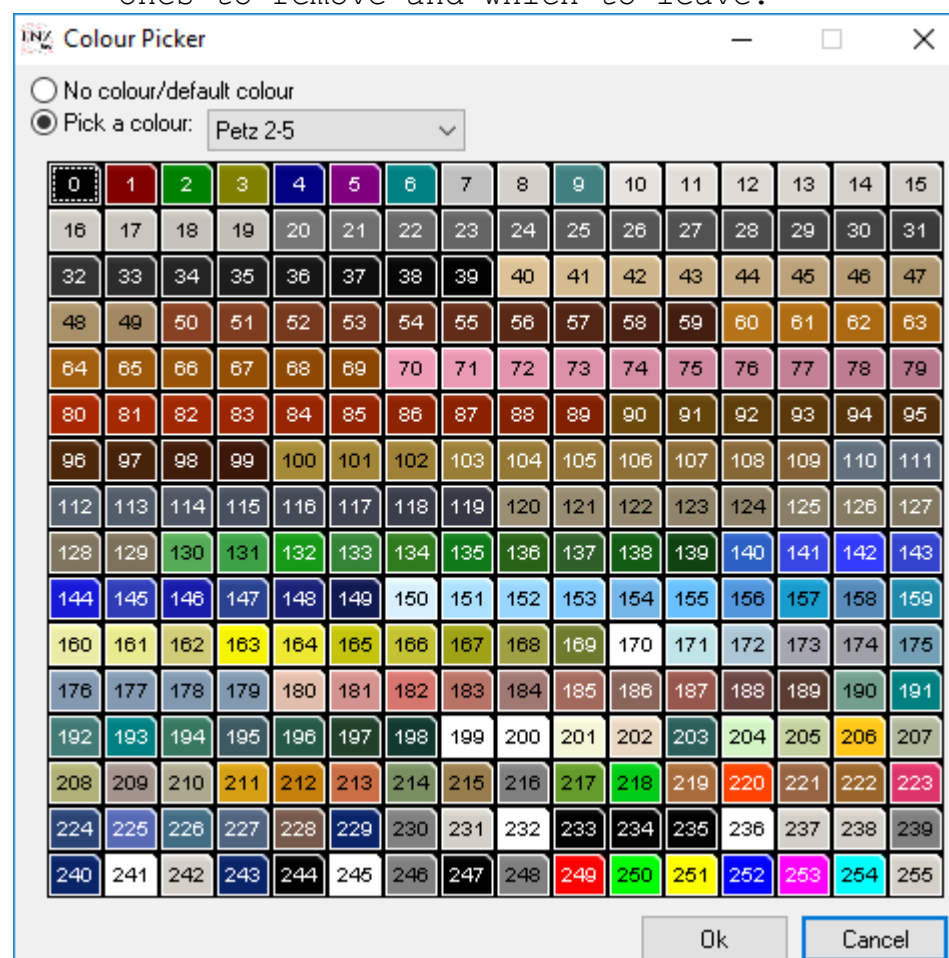 ones to remove and which to leave.
LNZ Colour Picker
No colour/default colour
Pick a colour: Petz 2-5
0 1 2 3 4 5 6 7 8 9 10 11 12 13 14 15
16 17 18 19 20 21 22 23 24 25 26 27 28 29 30 31
32 33 34 35 36 37 38 39 40 41 42 43 44 45 46 47
48 49 50 51 52 53 54 55 56 57 58 59 60 61 62 63
64 65 66 67 68 69 70 71 72 73 74 75 76 77 78 79
80 81 82 83 84 85 86 87 88 89 90 91 92 93 94 95
96 97 98 99 100 101 102 103 104 105 106 107 108 109 110 111
112 113 114 115 116 117 118 119 120 121 122 123 124 125 126 127
128 129 130 131 132 133 134 135 136 137 138 139 140 141 142 143
144 145 146 147 148 149 150 151 152 153 154 155 156 157 158 159
160 161 162 163 164 165 166 167 168 169 170 171 172 173 174 175
176 177 178 179 180 181 182 183 184 185 186 187 188 189 190 191
192 193 194 195 196 197 198 199 200 201 202 203 204 205 206 207
208 209 210 211 212 213 214 215 216 217 218 219 220 221 222 223
224 225 226 227 228 229 230 231 232 233 234 235 236 237 238 239
240 241 242 243 244 245 246 247 248 249 250 251 252 253 254 255
Ok Cancel